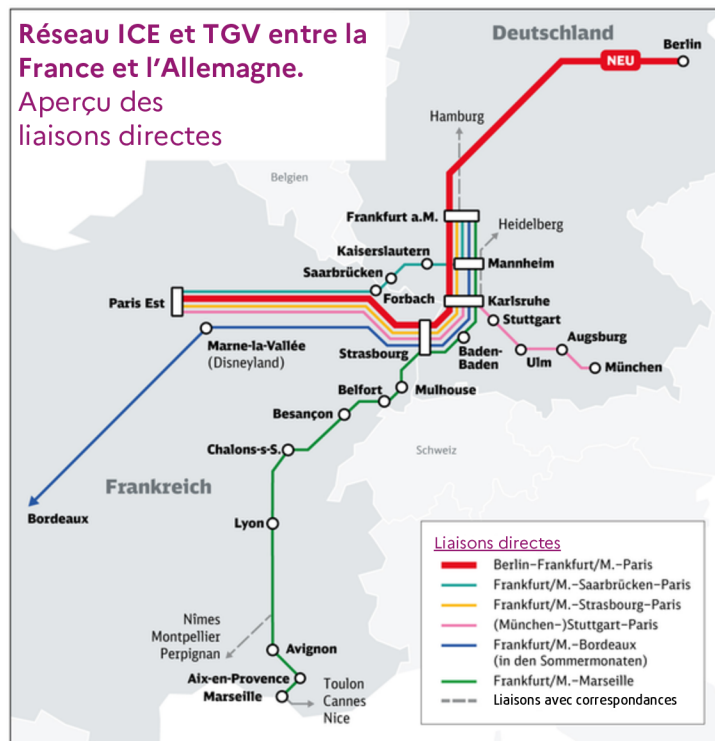 Réseau ICE et TGV entre la
France et l'Allemagne.
Aperçu des
liaisons directes
Deutschland
Berlin
NEU
Hamburg
Belgien
Frankfurt a.M.
Heidelberg
Kaiserslautern
Mannheim
Saarbrücken
Forbach
Karlsruhe
Paris Est
Stuttgart
Marne-la-Vallée
(Disneyland)
Strasbourg
Baden-
Baden
Augsburg
Ulm
München
Belfort
Mulhouse
Besançon
Chalons-s-S.
Schweiz
Frankreich
Bordeaux
Lyon
Nîmes
Montpellier
Perpignan
Avignon
Aix-en-Provence
Marseille
Toulon
Cannes
Nice
Liaisons directes
Berlin–Frankfurt/M.–Paris
Frankfurt/M.–Saarbrücken–Paris
Frankfurt/M.–Strasbourg–Paris
(München–)Stuttgart–Paris
Frankfurt/M.–Bordeaux
(in den Sommermonaten)
Frankfurt/M.–Marseille
Liaisons avec correspondances